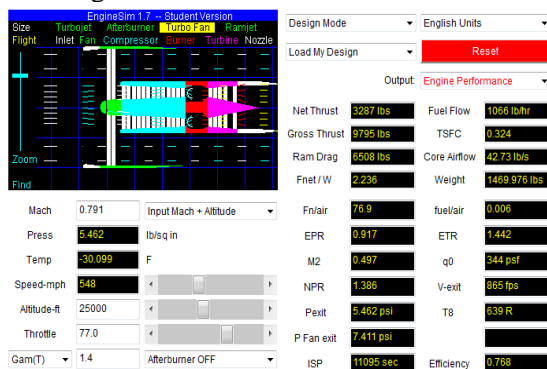 EngineSim 1.7 -- Student Version
Size Turbojet Afterburner Turbo Fan Ramjet
Flight Inlet Fan Compressor Burner Turbine Nozzle
Zoom
Find
Design Mode English Units
Load My Design Reset
Output: Engine Performance
Net Thrust 3287 lbs Fuel Flow 1066 lb/hr
Gross Thrust 9795 lbs TSFC 0.324
Ram Drag 6508 lbs Core Airflow 42.73 lb/s
Fnet / W 2.236 Weight 1469.976 lbs
Mach 0.791 Input Mach + Altitude Fn/air 76.9 fuel/air 0.006
Press 5.462 lb/sq in EPR 0.917 ETR 1.442
Temp -30.099 F M2 0.497 q0 344 psf
Speed-mph 548 NPR 1.386 V-exit 865 fps
Altitude-ft 25000 Pexit 5.462 psi T8 639 R
Throttle 77.0 P Fan exit 7.411 psi
Gam(T) 1.4 Afterburner OFF ISP 11095 sec Efficiency 0.768